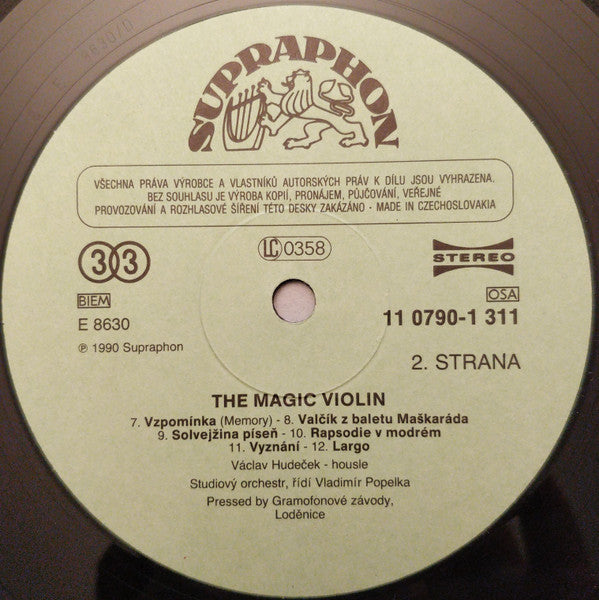 SUPRAPHON
VŠECHNA PRÁVA VÝROBCE A VLASTNÍKŮ AUTORSKÝCH PRÁV K DÍLU JSOU VYHRAZENA.
BEZ SOUHLASU JE VÝROBA KOPIÍ, PRONÁJEM, PŮJČOVÁNÍ, VEŘEJNÉ
PROVOZOVÁNÍ A ROZHLASOVÉ ŠÍŘENÍ TÉTO DESKY ZAKÁZÁNO - MADE IN CZECHOSLOVAKIA
33
LC 0358
STEREO
BIEM
OSA
E 8630
11 0790-1 311
℗ 1990 Supraphon
2. STRANA
THE MAGIC VIOLIN
7. Vzpomínka (Memory) - 8. Valčík z baletu Maškaráda
9. Solvejžina píseň - 10. Rapsodie v modrém
11. Vyznání - 12. Largo
Václav Hudeček - housle
Studiový orchestr, řídí Vladimír Popelka
Pressed by Gramofonové závody,
Loděnice